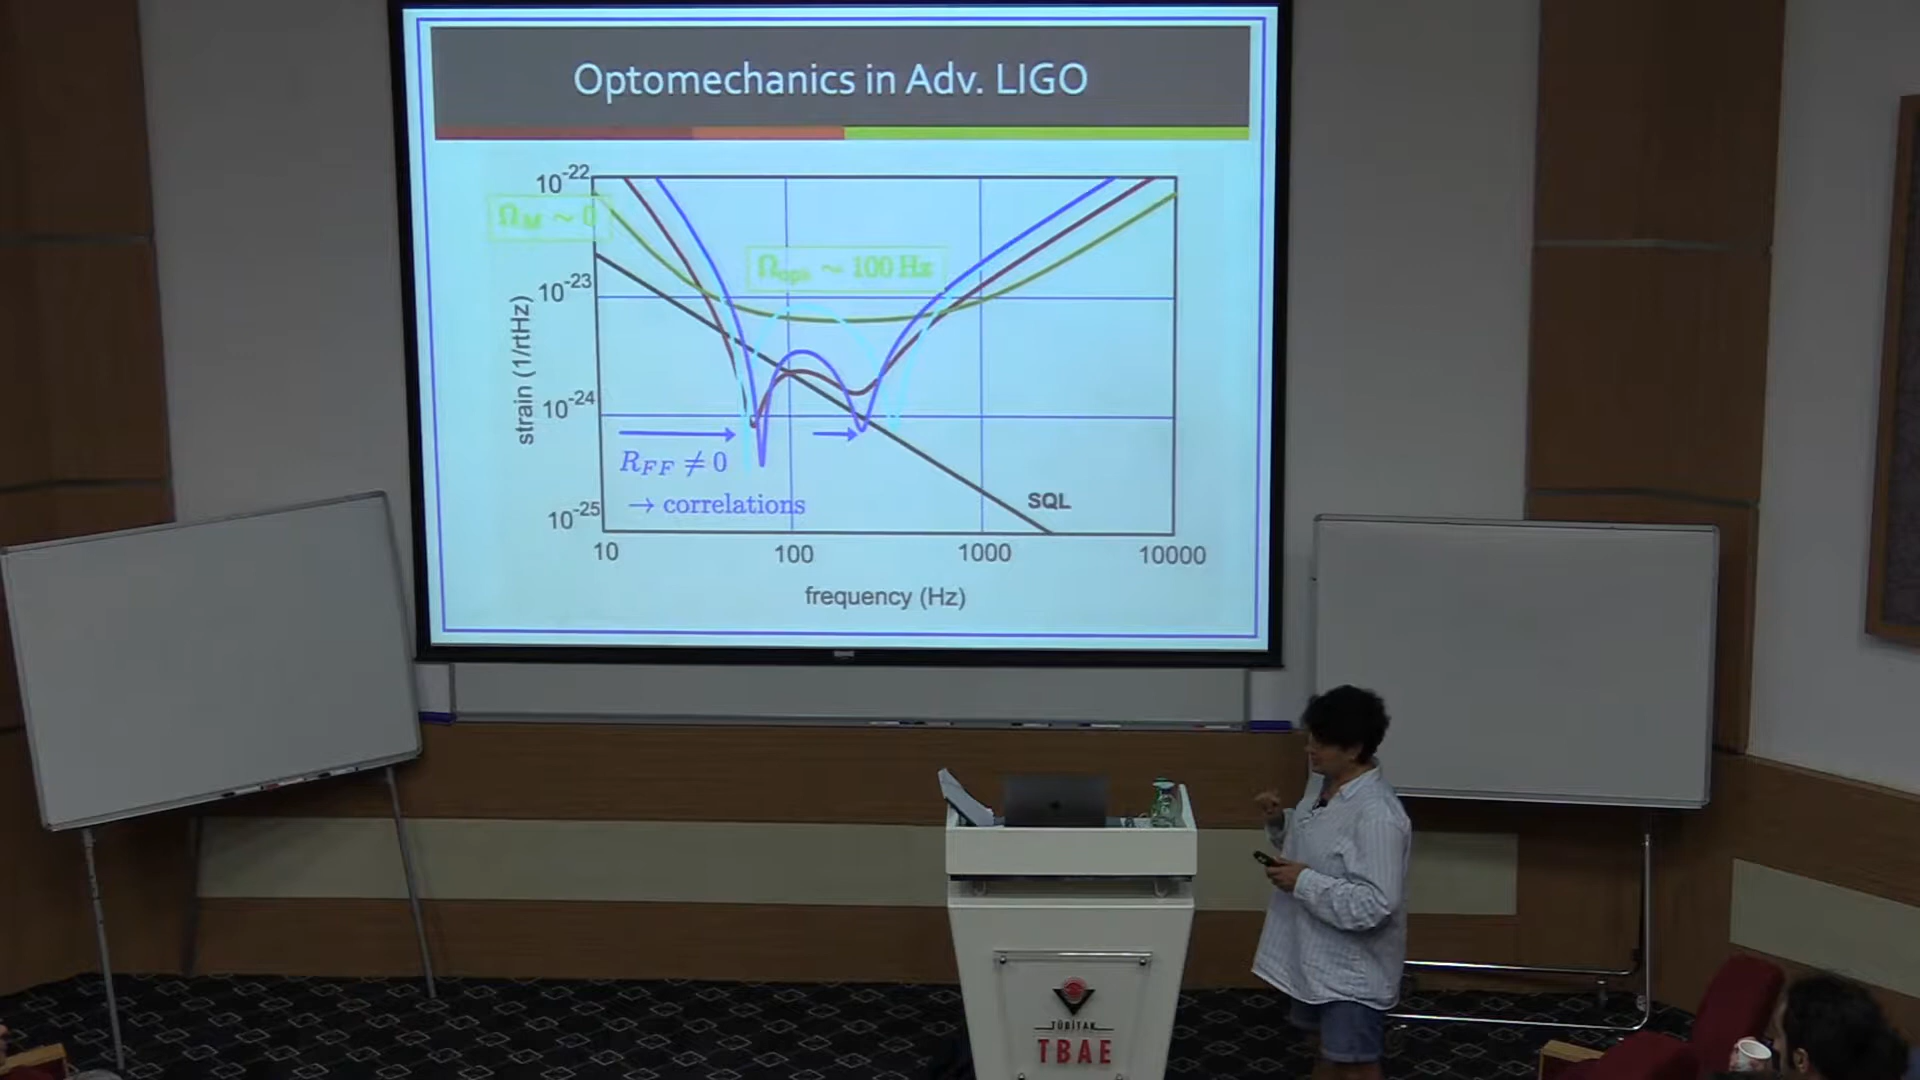 Optomechanics in Adv. LIGO
10-22
Ω_M ~ 0
Ω_opt ~ 100 Hz
10-23
strain (1/rtHz)
10-24
R_FF ≠ 0
→ correlations
SQL
10-25
10 100 1000 10000
frequency (Hz)
TÜBİTAK
TBAE